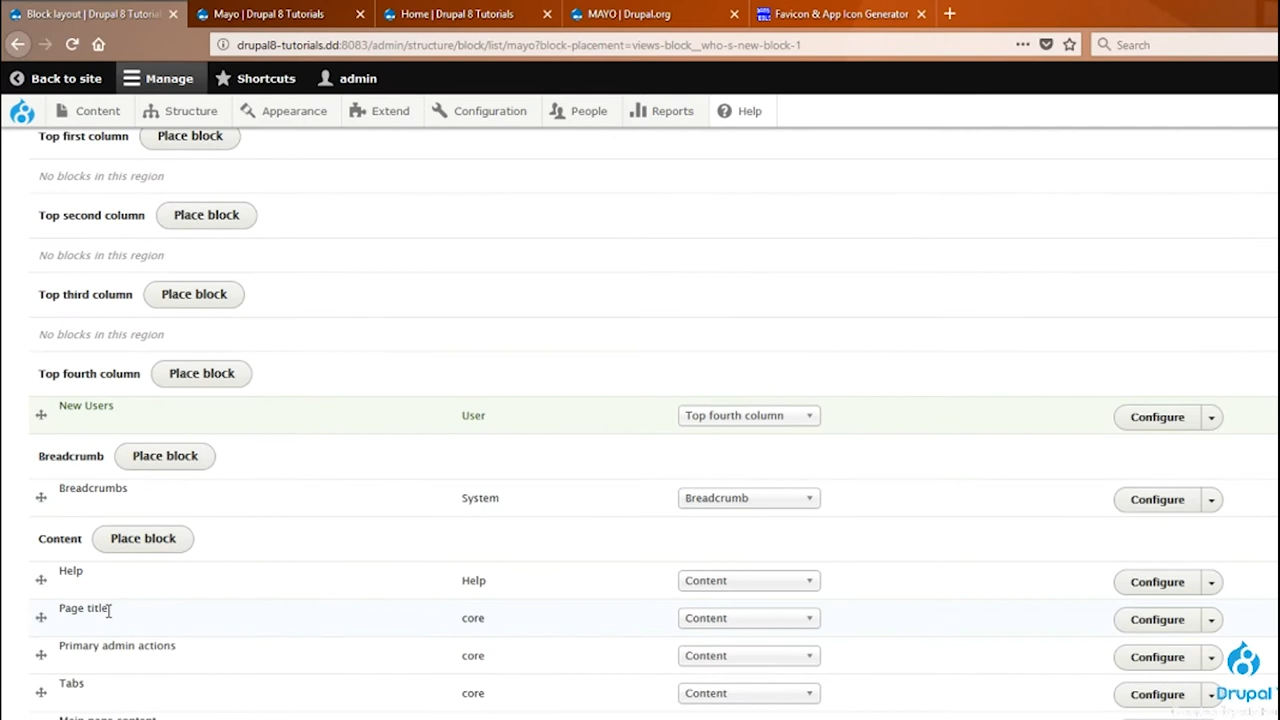 Block layout | Drupal 8 Tutorial
Mayo | Drupal 8 Tutorials
Home | Drupal 8 Tutorials
MAYO | Drupal.org
Favicon & App Icon Generator
drupal8-tutorials.dd:8083/admin/structure/block/list/mayo?block-placement=views-block__who-s-new-block-1
Search
Back to site
Manage
Shortcuts
admin
Content
Structure
Appearance
Extend
Configuration
People
Reports
Help
Top first column Place block
No blocks in this region
Top second column Place block
No blocks in this region
Top third column Place block
No blocks in this region
Top fourth column Place block
New Users User Top fourth column Configure
Breadcrumb Place block
Breadcrumbs System Breadcrumb Configure
Content Place block
Help Help Content Configure
Page title core Content Configure
Primary admin actions core Content Configure
Tabs core Content Configure
Main page content
Drupal